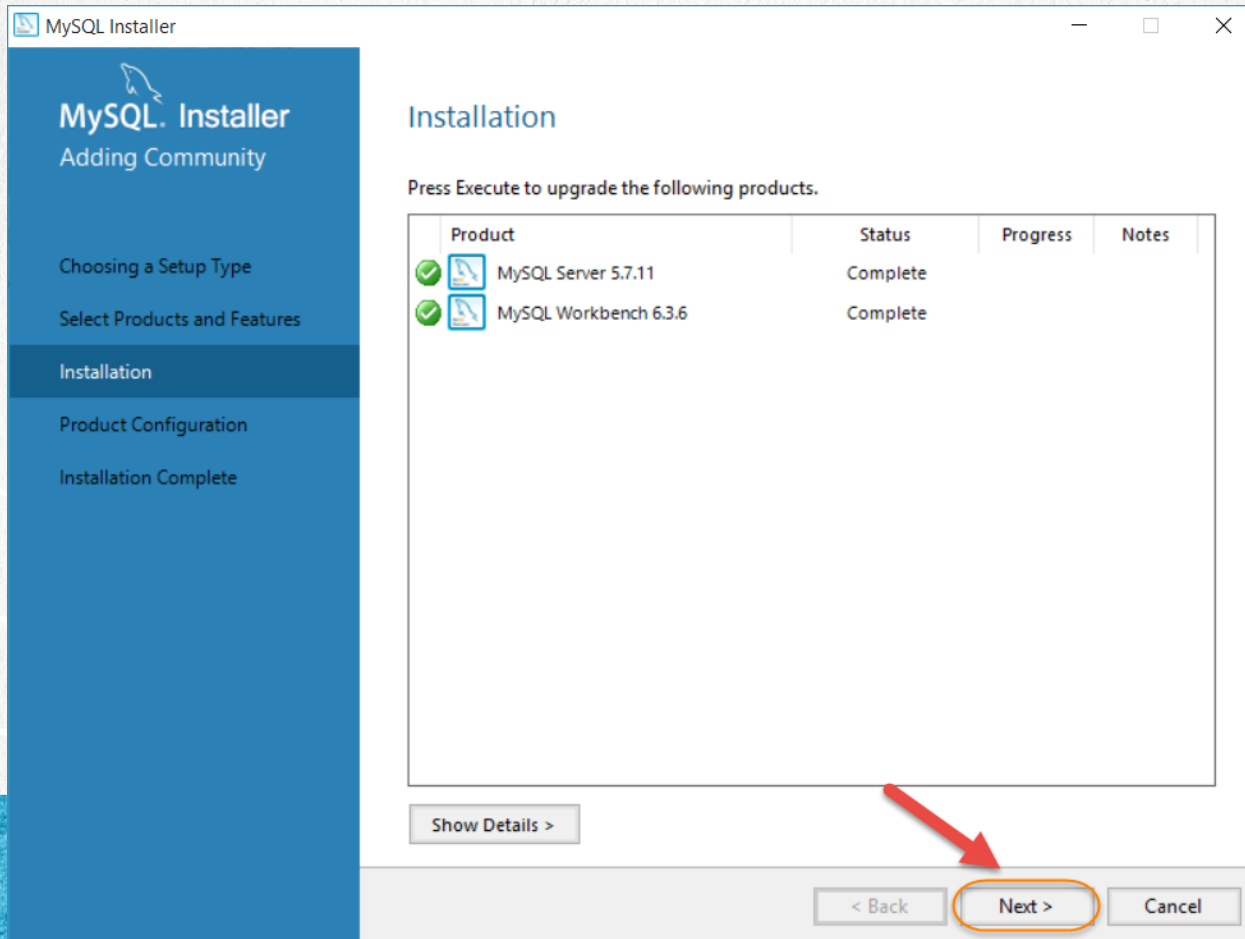 MySQL Installer
MySQL. Installer
Adding Community
Choosing a Setup Type
Select Products and Features
Installation
Product Configuration
Installation Complete
Installation
Press Execute to upgrade the following products.
Product Status Progress Notes
MySQL Server 5.7.11 Complete
MySQL Workbench 6.3.6 Complete
Show Details >
< Back Next > Cancel